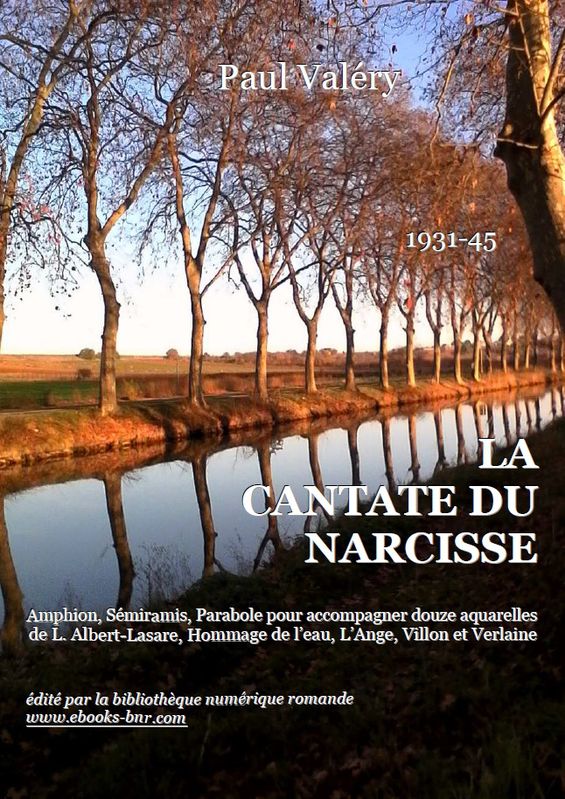 Paul Valéry
1931-45
LA
CANTATE DU
NARCISSE
Amphion, Sémiramis, Parabole pour accompagner douze aquarelles
de L. Albert-Lasare, Hommage de l'eau, L'Ange, Villon et Verlaine
édité par la bibliothèque numérique romande
www.ebooks-bnr.com